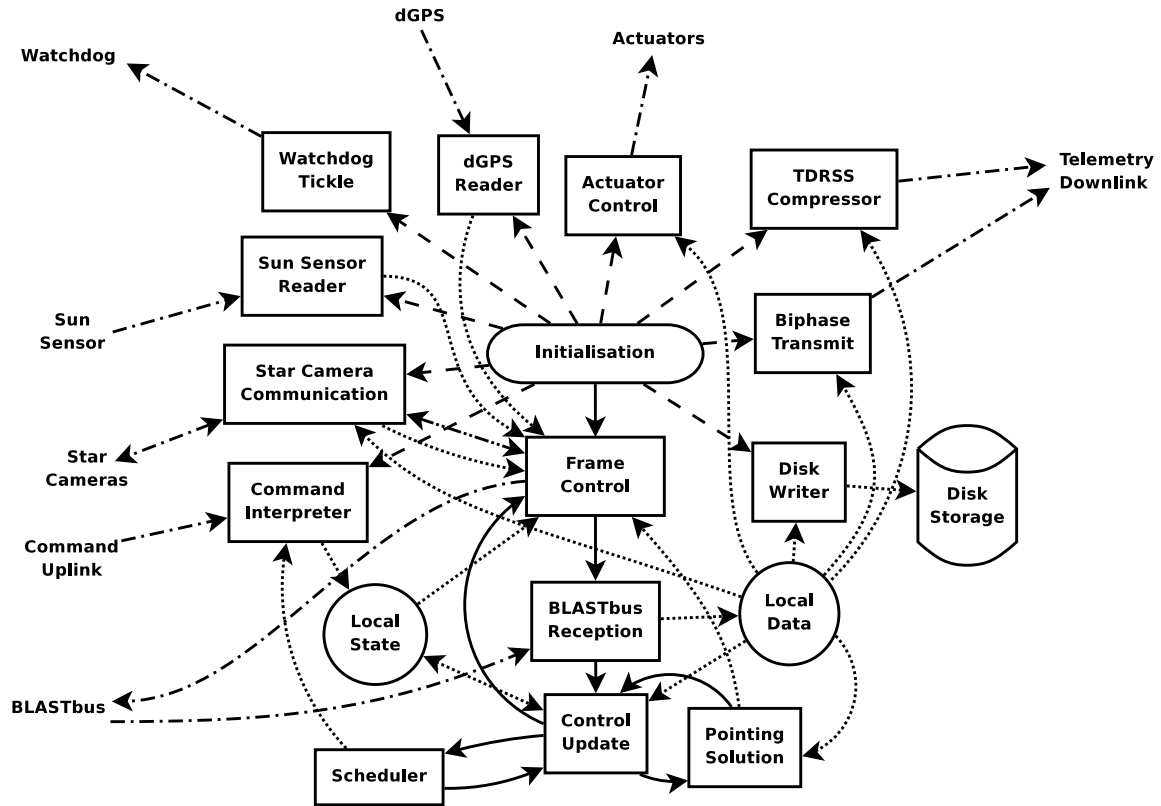 dGPS
Actuators
Watchdog
Watchdog
Tickle
dGPS
Reader
Actuator
Control
TDRSS
Compressor
Telemetry
Downlink
Sun Sensor
Reader
Sun
Sensor
Initialisation
Biphase
Transmit
Star Camera
Communication
Star
Cameras
Frame
Control
Disk
Writer
Disk
Storage
Command
Interpreter
Command
Uplink
Local
State
BLASTbus
Reception
Local
Data
BLASTbus
Control
Update
Pointing
Solution
Scheduler